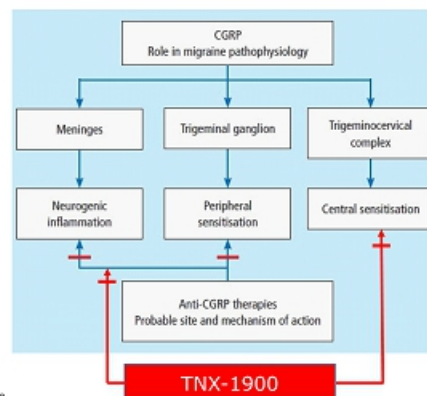 CGRP
Role in migraine pathophysiology
Meninges
Trigeminal ganglion
Trigeminocervical
complex
Neurogenic
inflammation
Peripheral
sensitisation
Central sensitisation
Anti-CGRP therapies
Probable site and mechanism of action
TNX-1900